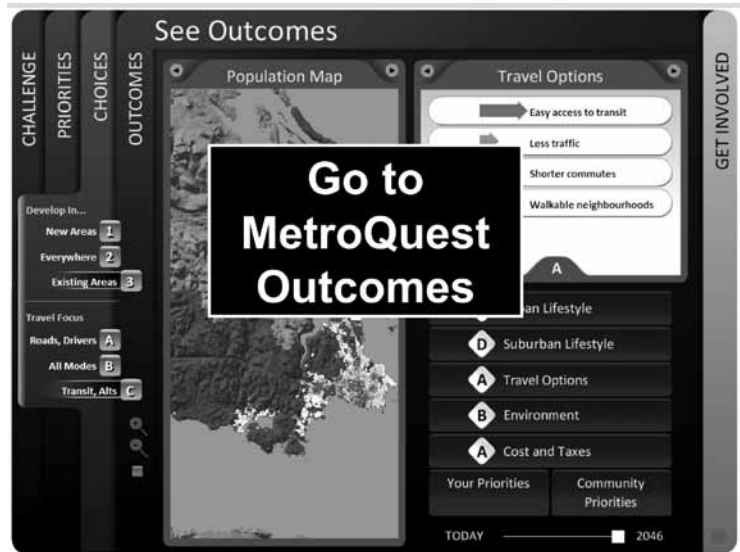 See Outcomes
CHALLENGE
PRIORITIES
CHOICES
OUTCOMES
Population Map
Travel Options
Easy access to transit
Less traffic
Shorter commutes
Walkable neighbourhoods
A
GET INVOLVED
Go to
MetroQuest
Outcomes
Develop In...
New Areas 1
Everywhere 2
Existing Areas 3
Travel Focus
Roads, Drivers A
All Modes B
Transit, Alts C
Lifestyle
D Suburban Lifestyle
A Travel Options
B Environment
A Cost and Taxes
Your Priorities
Community
Priorities
TODAY 2046